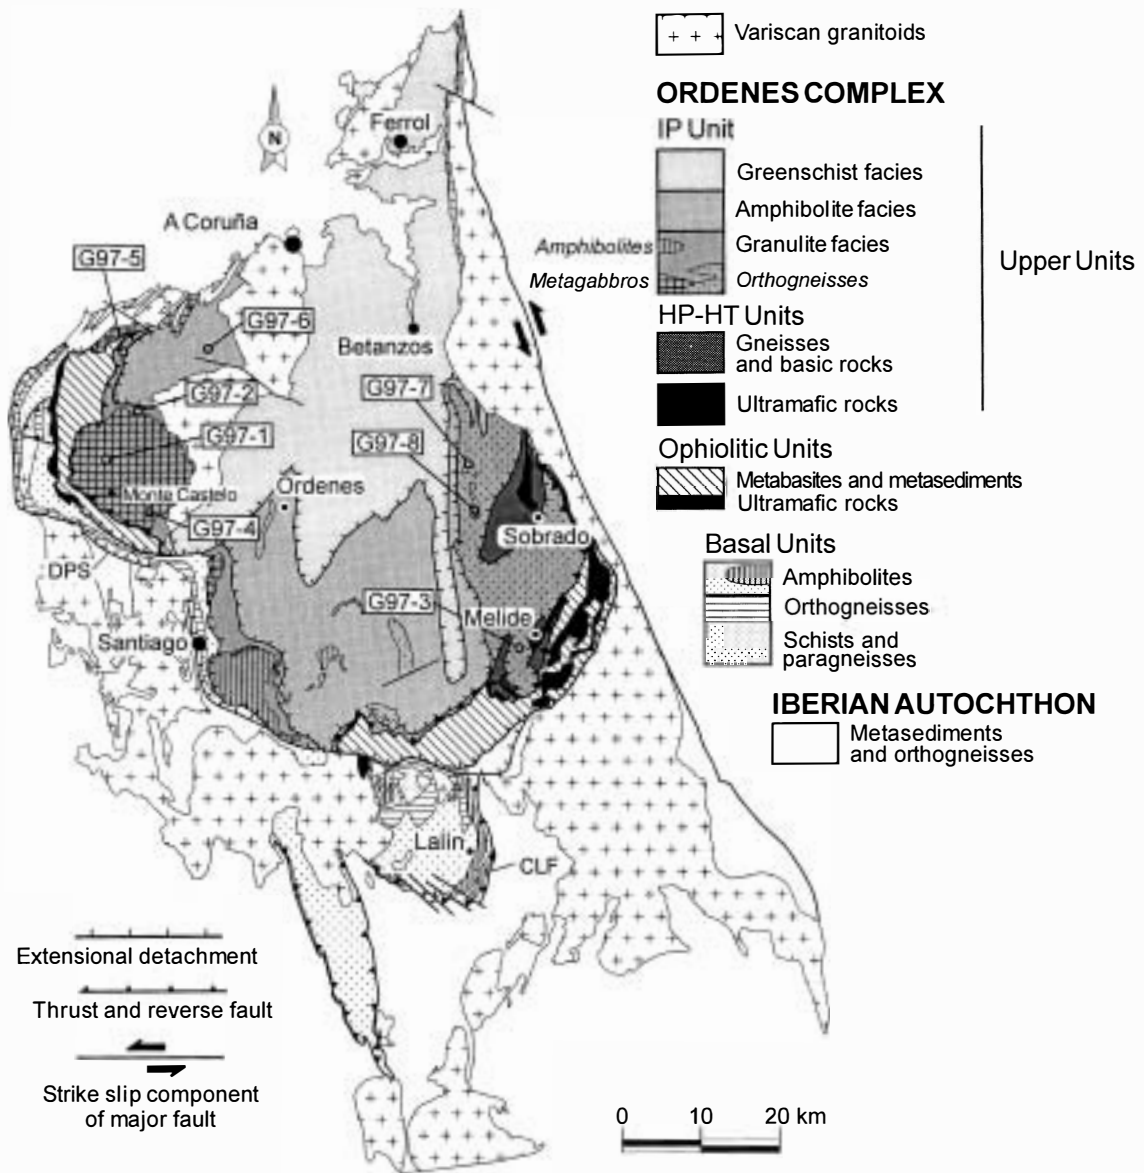 Variscan granitoids
ORDENES COMPLEX
IP Unit
Greenschist facies
Amphibolite facies
Amphibolites
Granulite facies
Metagabbros
Orthogneisses
Upper Units
HP-HT Units
Gneisses
and basic rocks
Ultramafic rocks
Ophiolitic Units
Metabasites and metasediments
Ultramafic rocks
Basal Units
Amphibolites
Orthogneisses
Schists and
paragneisses
IBERIAN AUTOCHTHON
Metasediments
and orthogneisses
N
Ferrol
A Coruña
G97-5
G97-6
Betanzos
G97-7
G97-2
G97-1
G97-8
Monte Castelo
Órdenes
G97-4
Sobrado
DPS
G97-3
Melide
Santiago
Lalín
CLF
Extensional detachment
Thrust and reverse fault
Strike slip component
of major fault
0 10 20 km